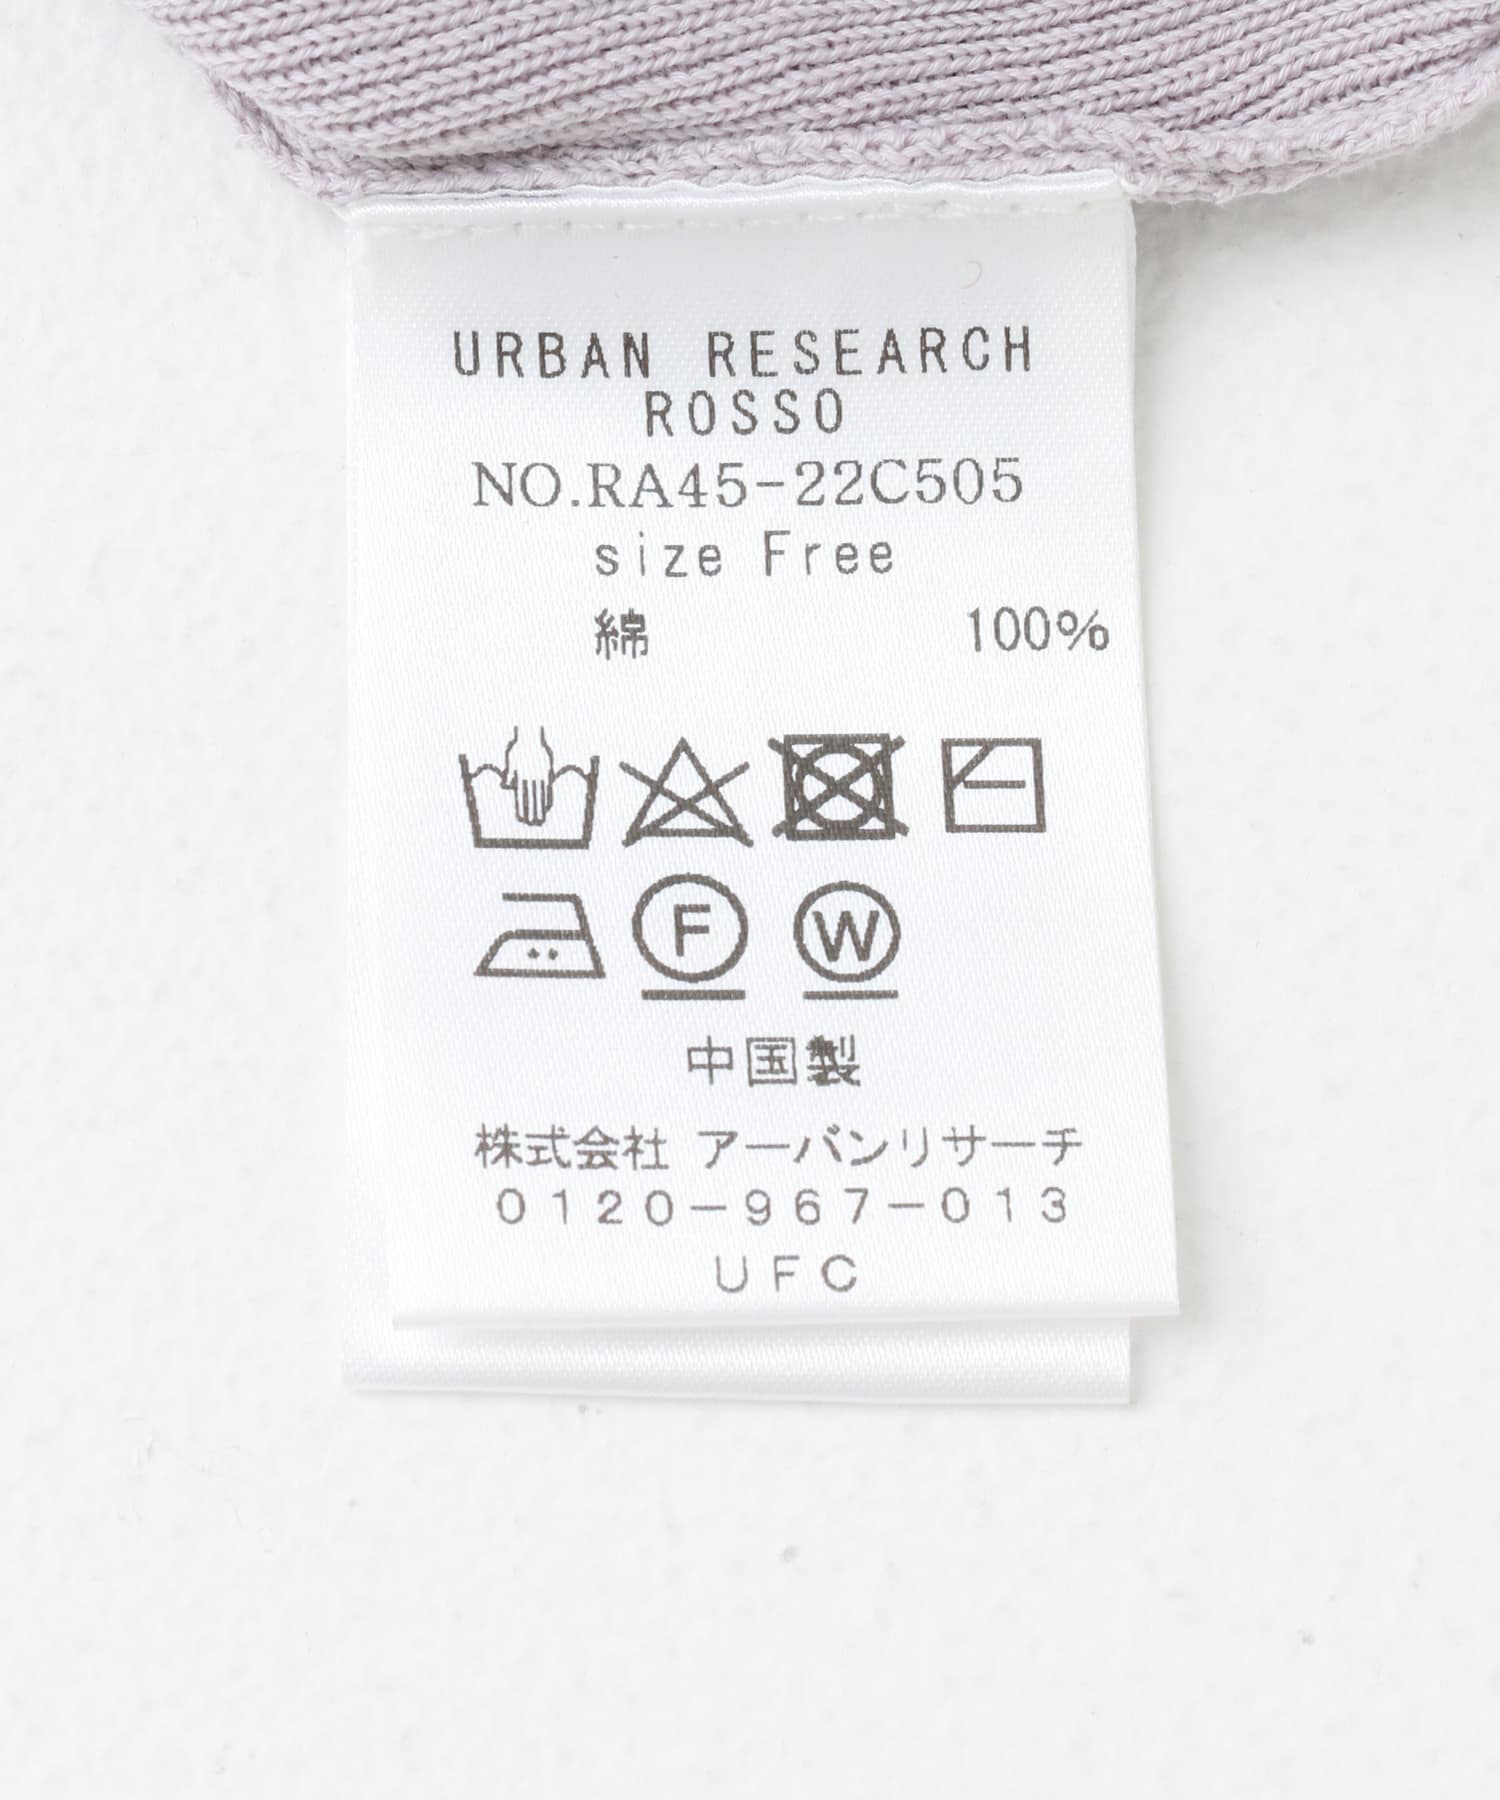 URBAN RESEARCH
ROSSO
NO.RA45-22C505
size Free
綿 100%
F W
中国製
株式会社 アーバンリサーチ
0120-967-013
UFC